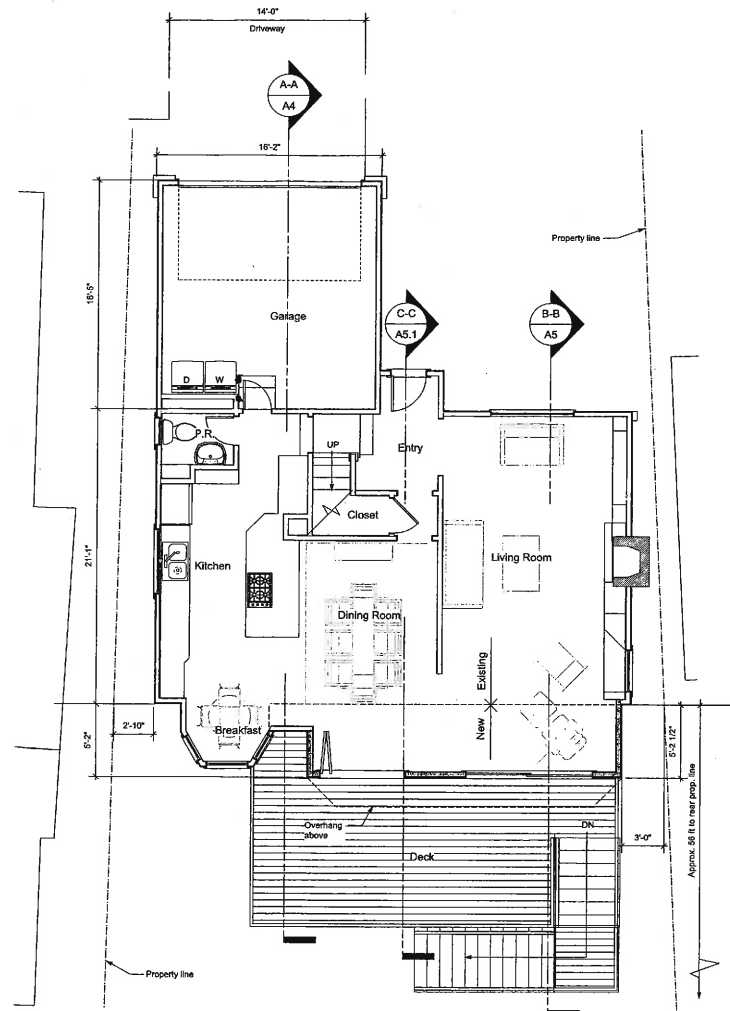 14'-0"
Driveway
A-A
A4
16'-2"
Property line
16'-5"
Garage
C-C
A5.1
B-B
A5
D
W
P.R.
UP
Entry
Closet
Kitchen
Living Room
21'-1"
Dining Room
Existing
New
Breakfast
2'-10"
5'-2"
5'-2 1/2"
Overhang
above
DN
3'-0"
Deck
Approx. 56 ft to rear prop. line
Property line